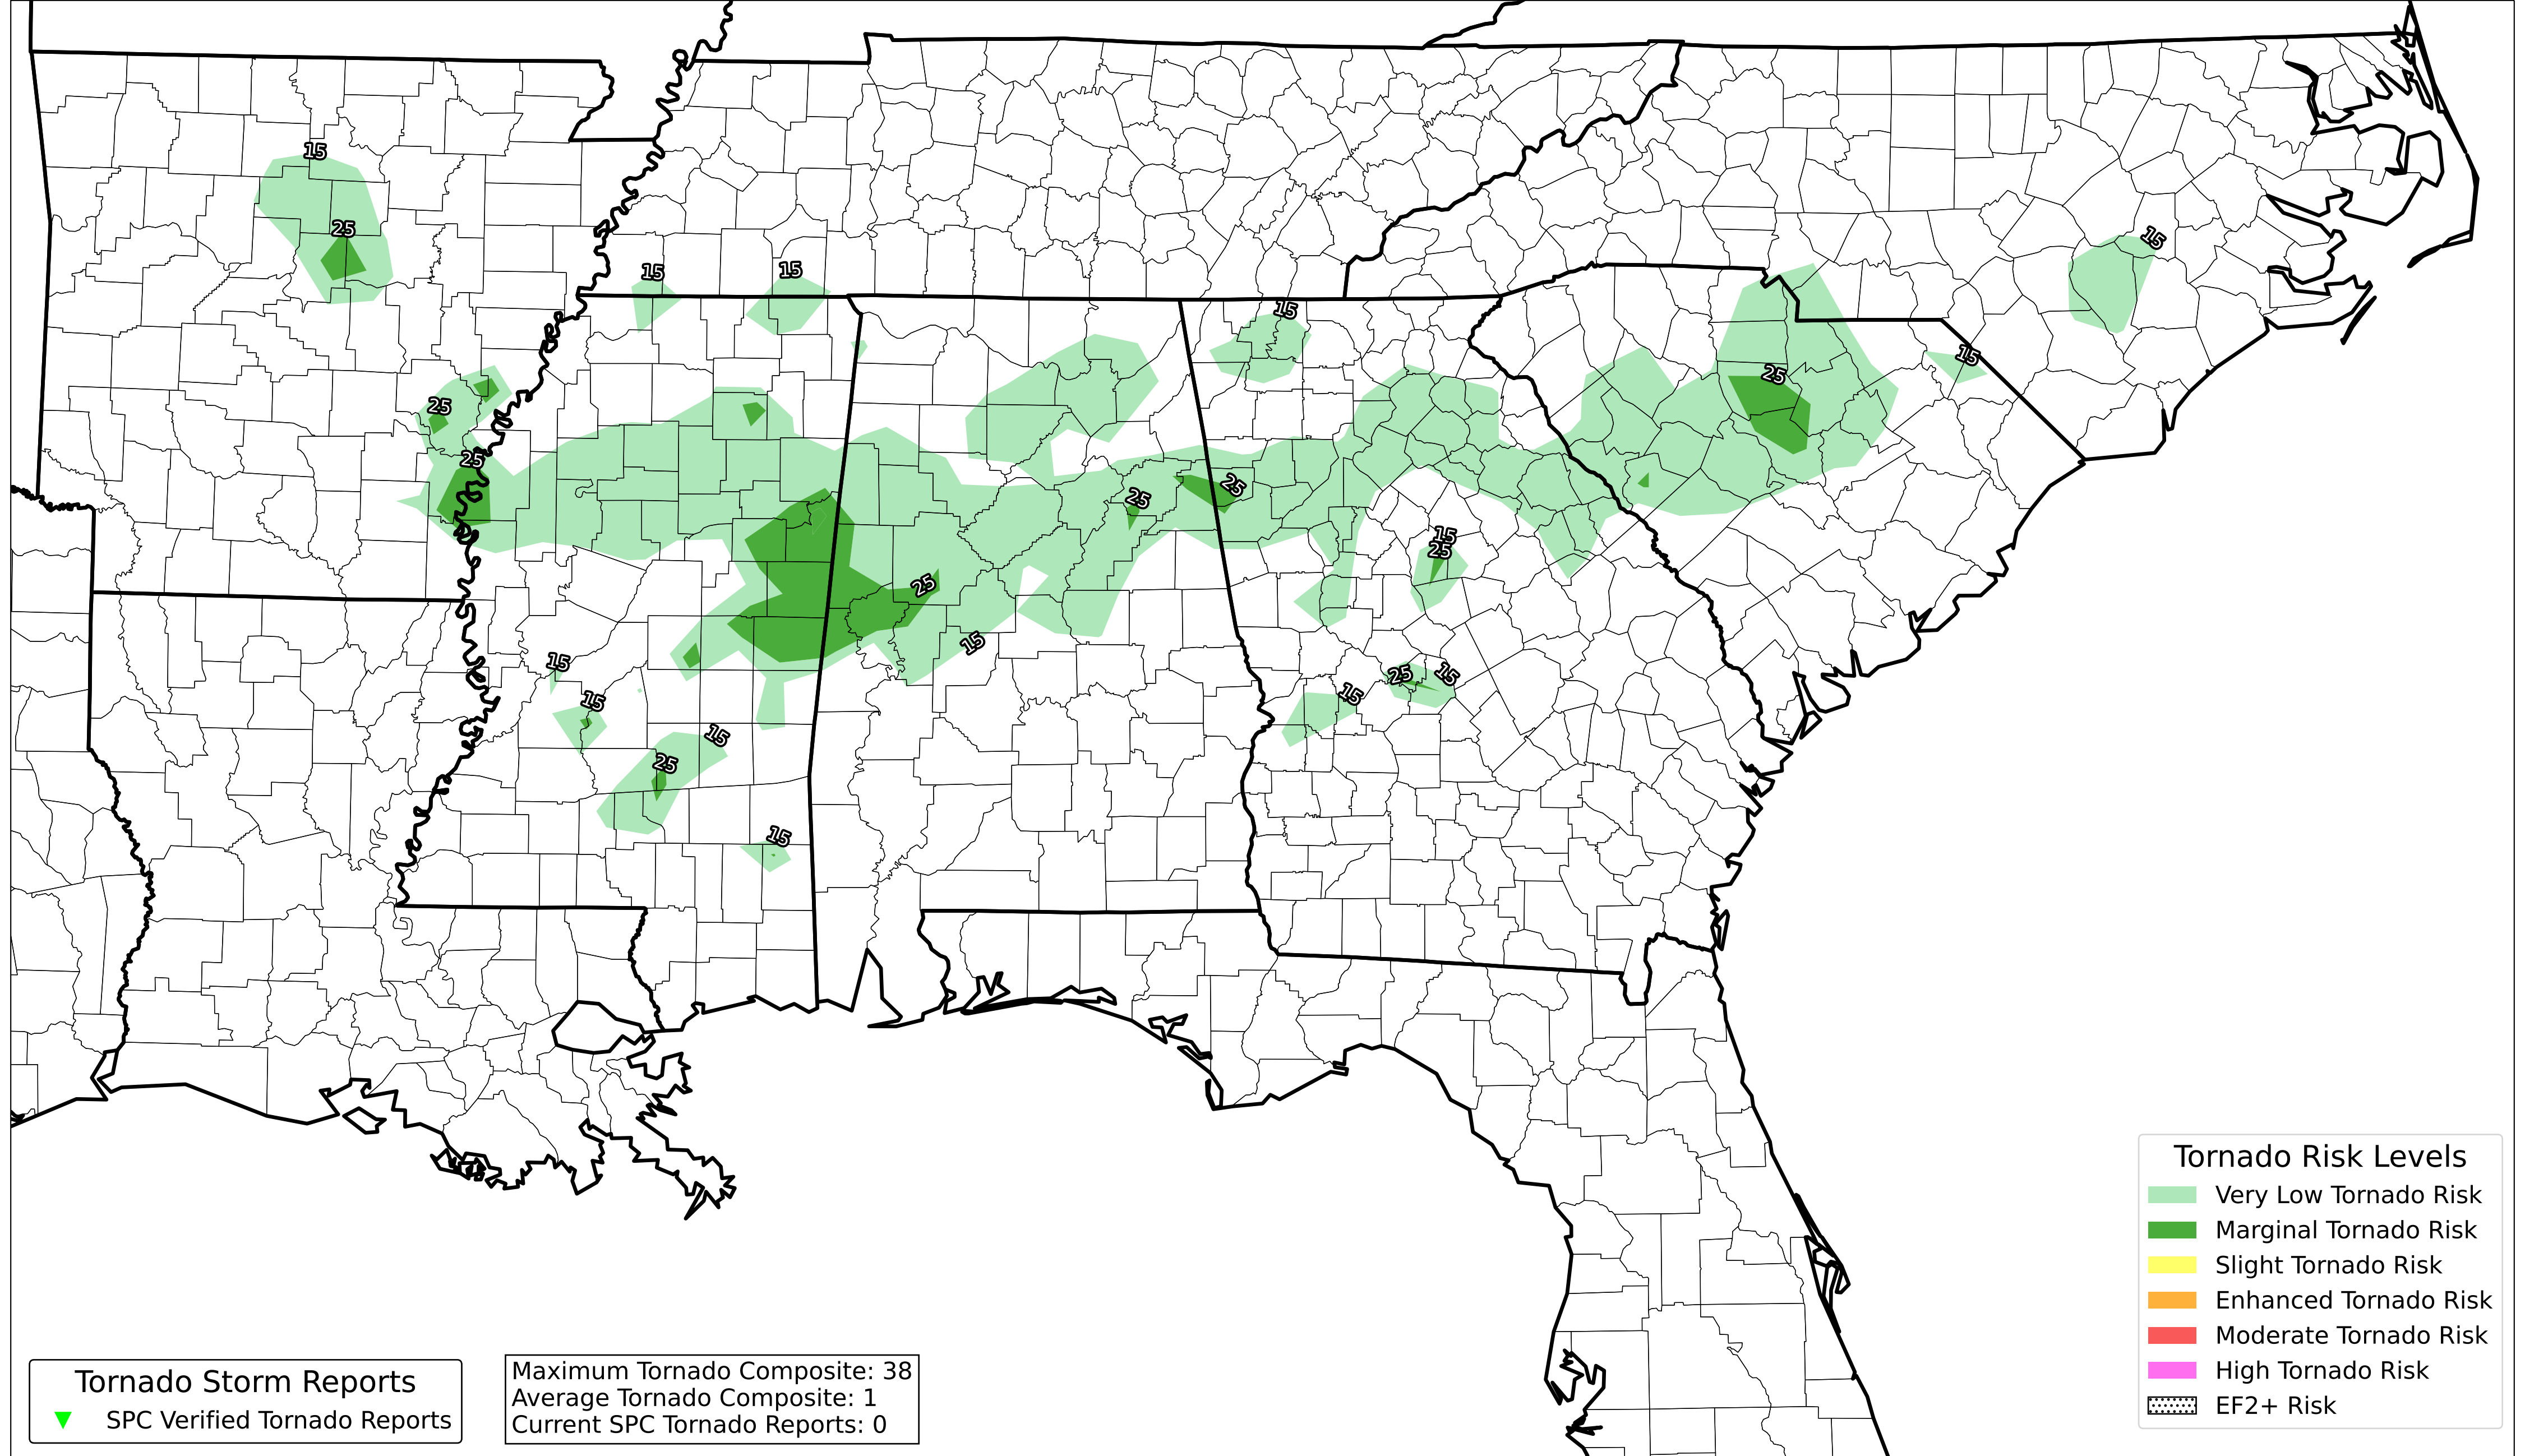 15
25
15
15
15
15
15
25
15
25
25
25
25
25
15
25
25
15
15
25
15
15
15
15
25
15
Tornado Risk Levels
Very Low Tornado Risk
Marginal Tornado Risk
Slight Tornado Risk
Enhanced Tornado Risk
Moderate Tornado Risk
High Tornado Risk
EF2+ Risk
Tornado Storm Reports
SPC Verified Tornado Reports
Maximum Tornado Composite: 38
Average Tornado Composite: 1
Current SPC Tornado Reports: 0